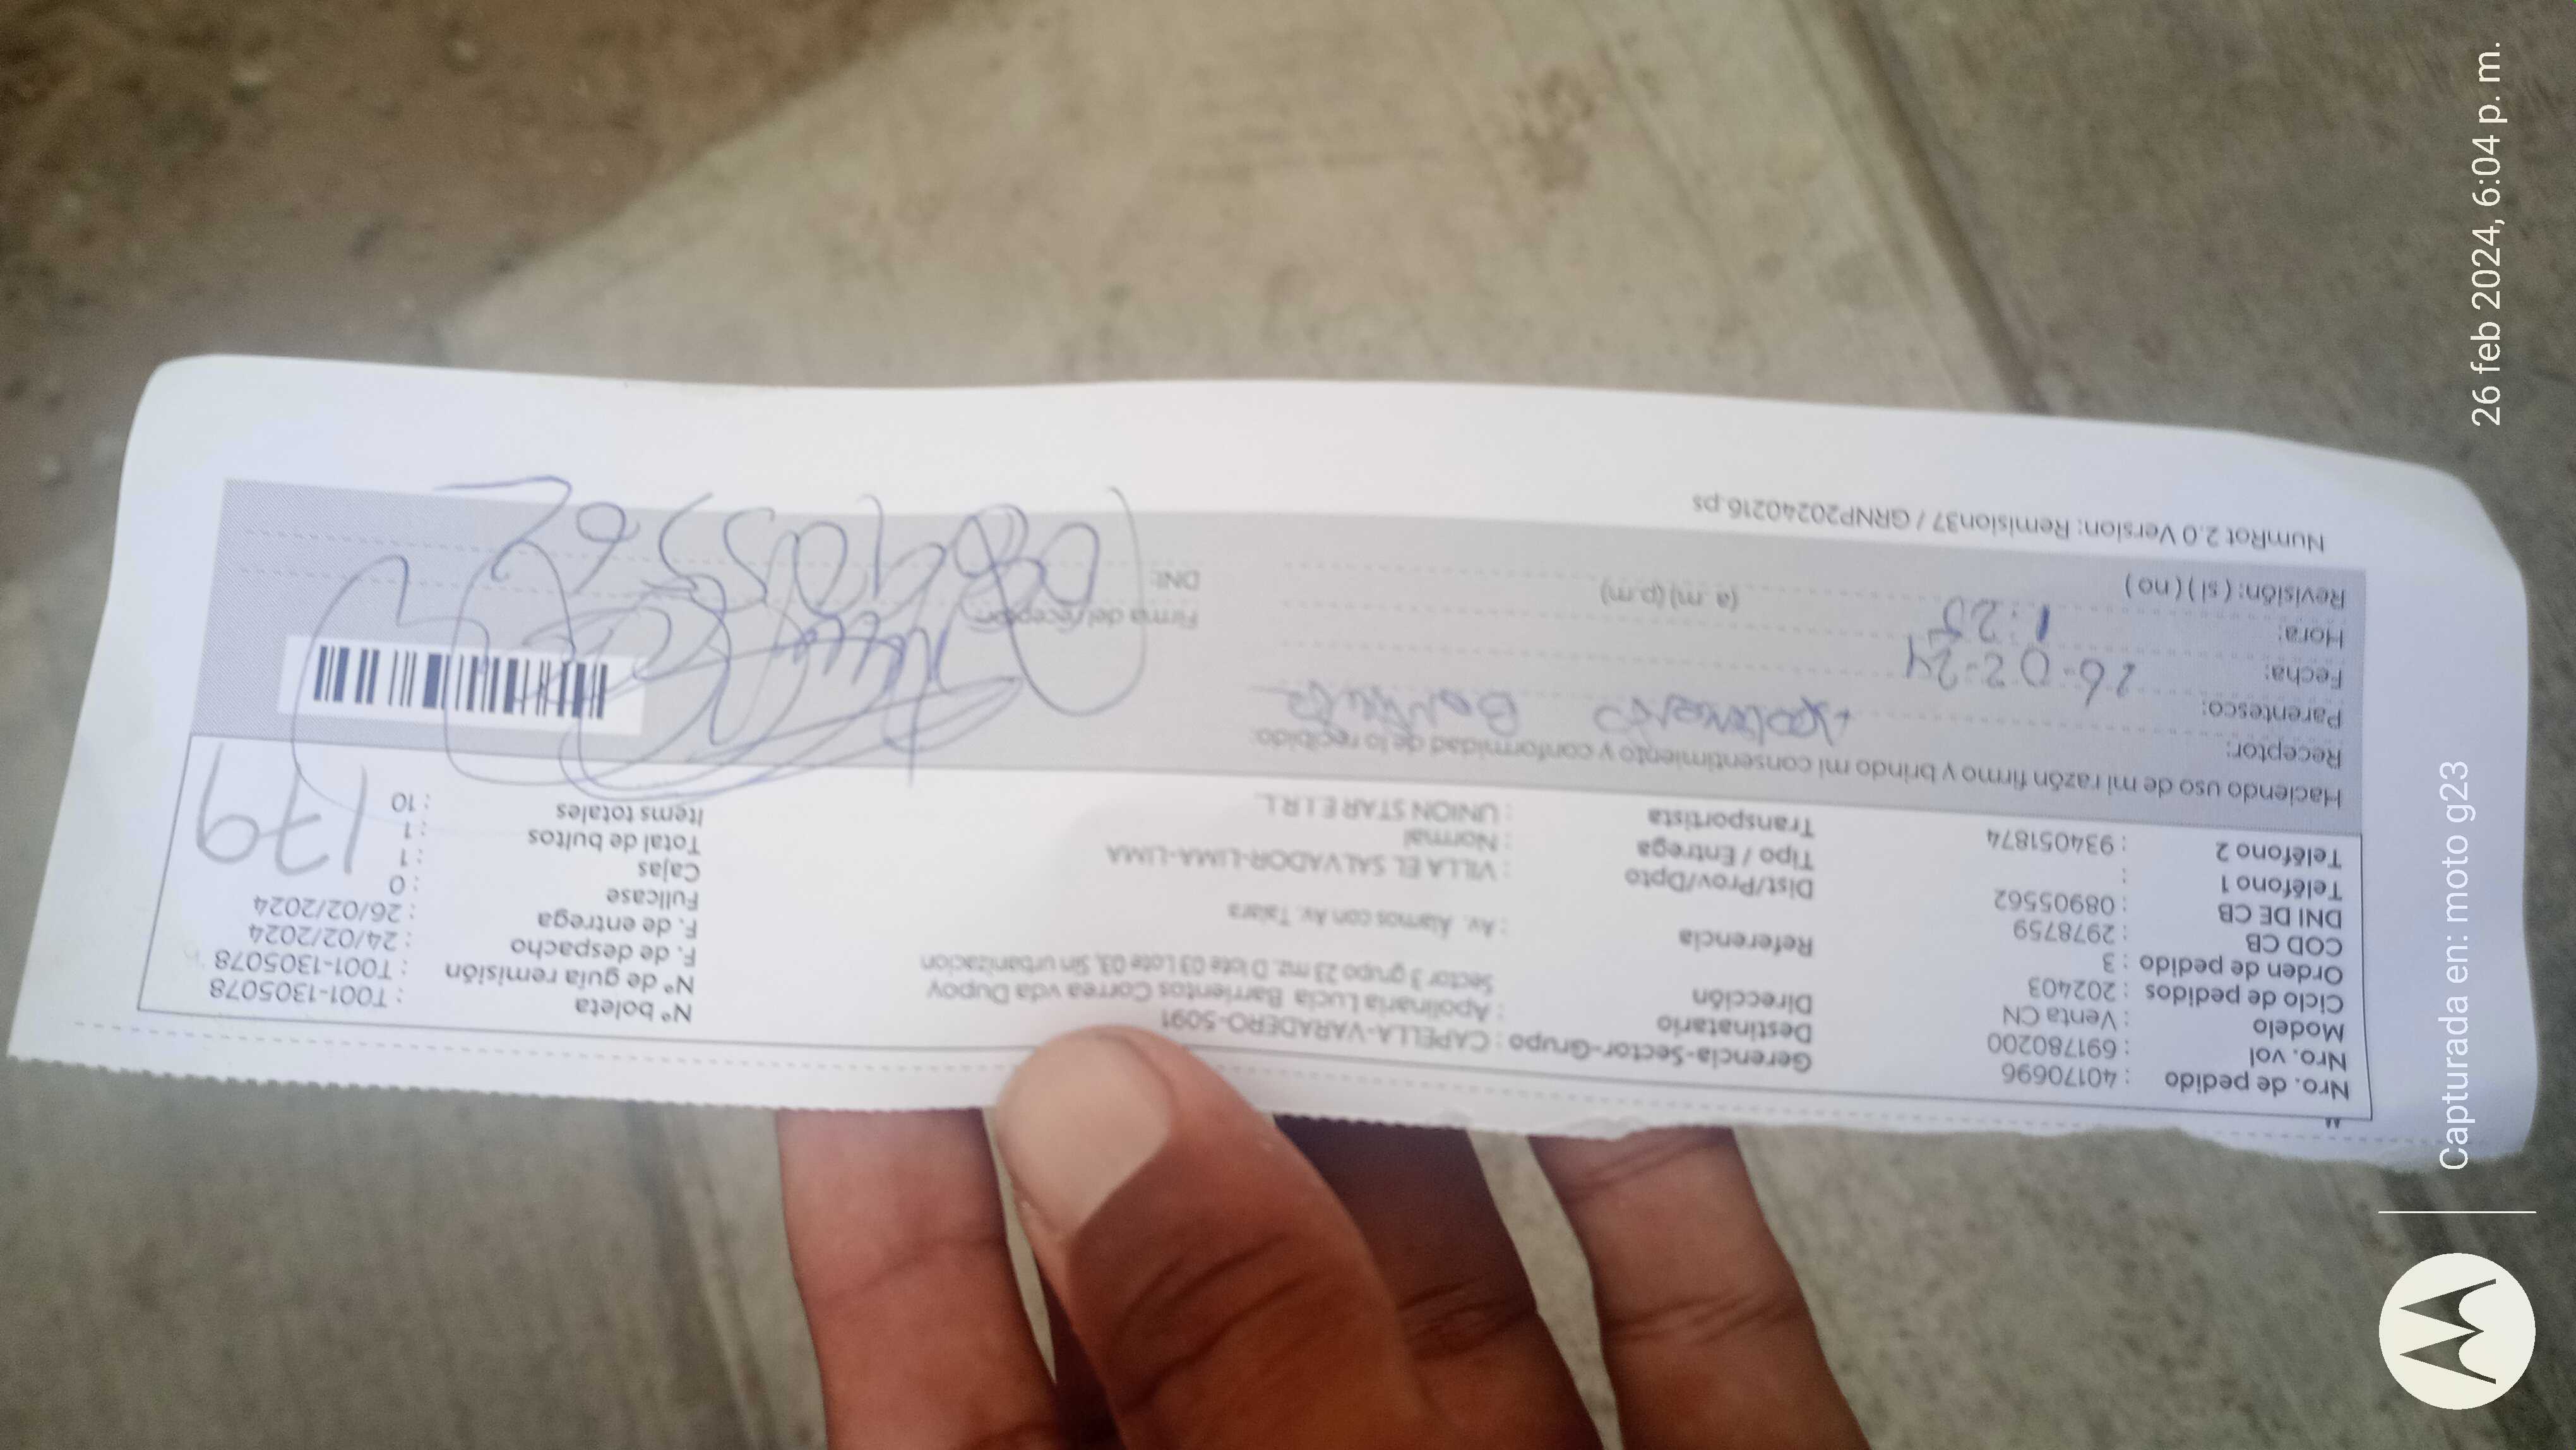 Nro. de pedido : 40170696
Nro. vol : 691780200
Modelo : Venta CN
Ciclo de pedidos : 202403
Orden de pedido : 3
COD CB : 2978759
DNI DE CB : 08905562
Teléfono 1 :
Teléfono 2 : 934051874
Gerencia-Sector-Grupo : CAPELLA-VARADERO-5091
Destinatario : Apolinaria Lucia Barrientos Correa vda Dupoy
Dirección Sector 3 grupo 23 mz. D lote 03 Lote 03, Sin urbanizacion
Referencia : Av. Álamos con Av. Talara
Dist/Prov/Dpto : VILLA EL SALVADOR-LIMA-LIMA
Tipo / Entrega : Normal
Transportista : UNION STAR E.I.R.L.
Nº boleta : T001-1305078
Nº de guía remisión : T001-1305078
F. de despacho : 24/02/2024
F. de entrega : 26/02/2024
Fullcase : 0
Cajas : 1
Total de bultos : 1
Items totales : 10
179
Haciendo uso de mi razón firmo y brindo mi consentimiento y conformidad de lo recibido.
Receptor:
Parentesco:
Fecha: 26-02-24
Hora: 1:20 (a. m) (p.m)
Revisión: ( si ) ( no )
Firma del receptor
DNI: 08905562
NumRot 2.0 Version: Remision37 / GRNP20240216.ps
26 feb 2024, 6:04 p. m.
Capturada en: moto g23